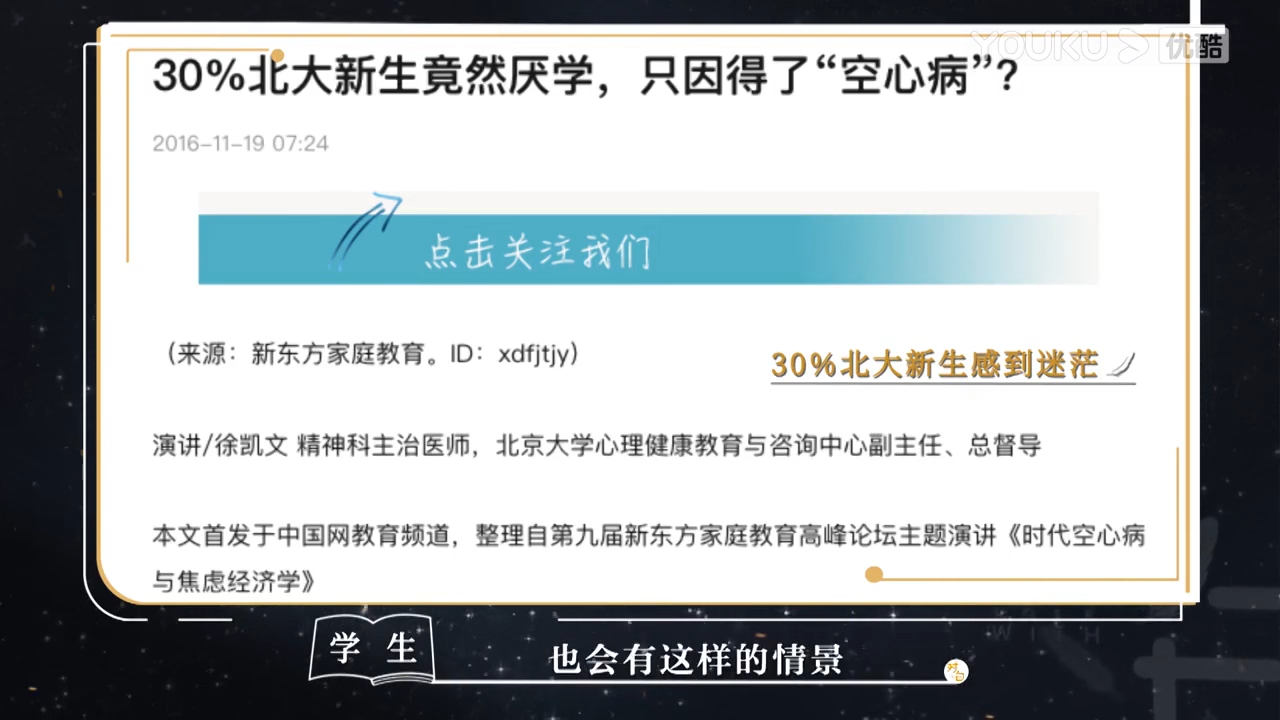 YOUKU 优酷
30%北大新生竟然厌学，只因得了“空心病”？
2016-11-19 07:24
点击关注我们
（来源：新东方家庭教育。ID：xdfjtjy）
30%北大新生感到迷茫
演讲/徐凯文 精神科主治医师，北京大学心理健康教育与咨询中心副主任、总督导
本文首发于中国网教育频道，整理自第九届新东方家庭教育高峰论坛主题演讲《时代空心病
与焦虑经济学》
WITH
学生
也会有这样的情景